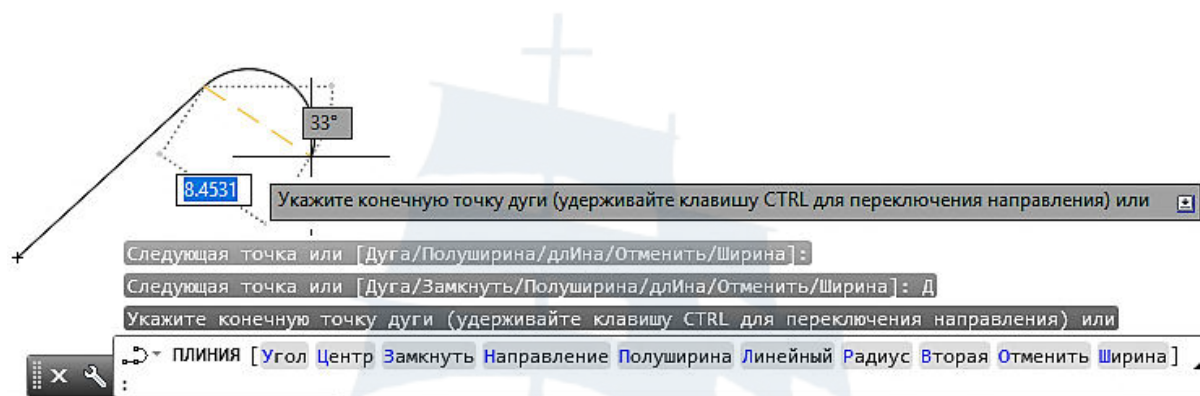 33°
8.4531
Укажите конечную точку дуги (удерживайте клавишу CTRL для переключения направления) или
Следующая точка или [Дуга/Полуширина/длИна/Отменить/Ширина]:
Следующая точка или [Дуга/Замкнуть/Полуширина/длИна/Отменить/Ширина]: Д
Укажите конечную точку дуги (удерживайте клавишу CTRL для переключения направления) или
ПЛИНИЯ [Угол Центр Замкнуть Направление Полуширина Линейный Радиус Вторая Отменить Ширина]
: